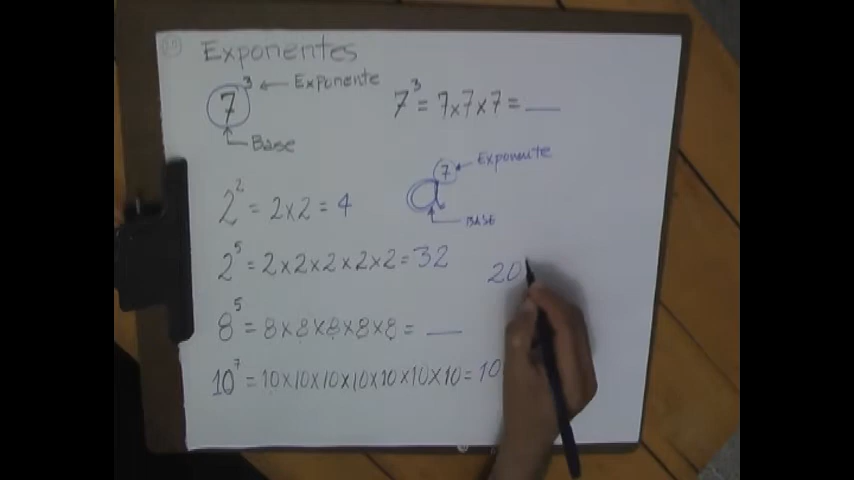 Exponentes
7³ ← Exponente
Base
7³ = 7x7x7 = ___
a⁷ ← Exponente
BASE
2² = 2x2 = 4
2⁵ = 2x2x2x2x2 = 32
20
8⁵ = 8x8x8x8x8 = ___
10⁷ = 10x10x10x10x10x10x10 = 10